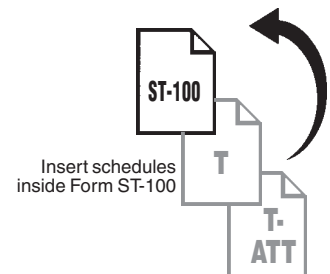 ST-100
T
Insert schedules
inside Form ST-100
T-
ATT